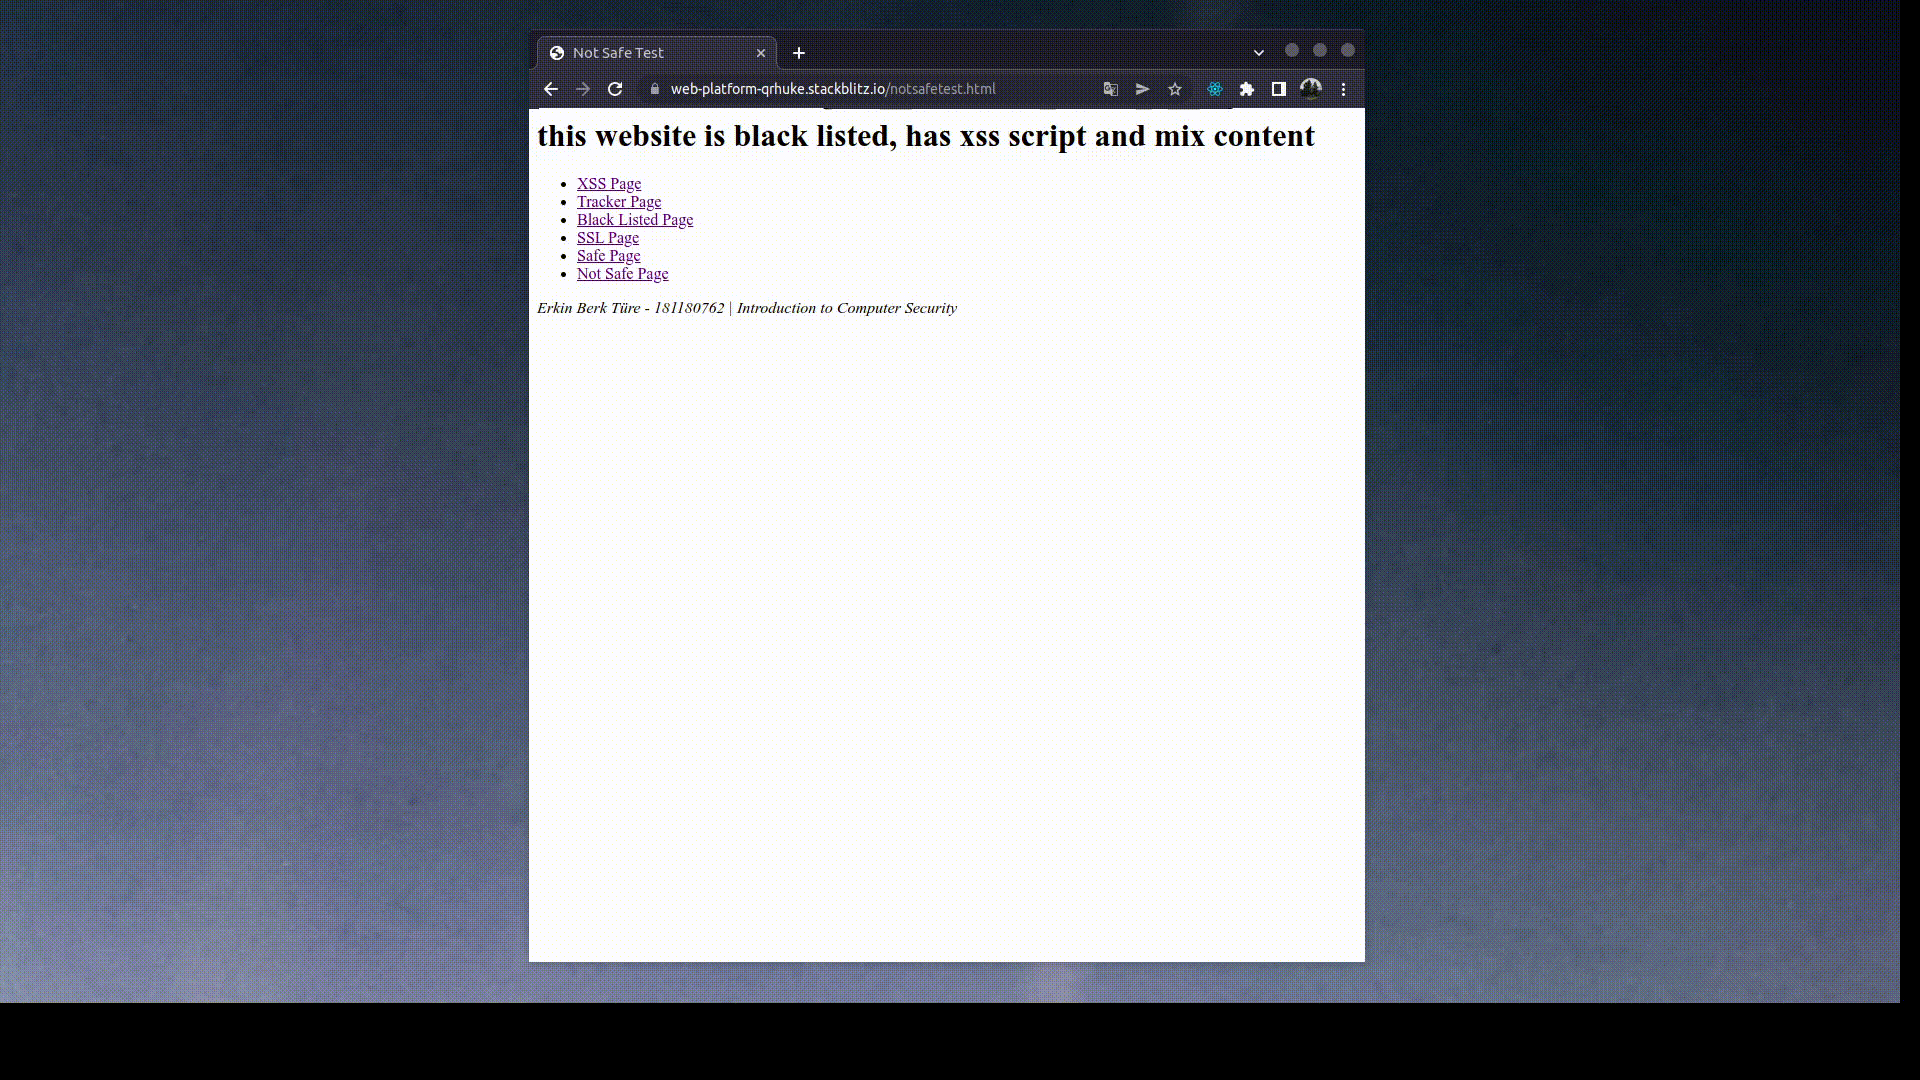 Not Safe Test
web-platform-qrhuke.stackblitz.io/notsafetest.html
this website is black listed, has xss script and mix content
XSS Page
Tracker Page
Black Listed Page
SSL Page
Safe Page
Not Safe Page
Erkin Berk Türe - 181180762 | Introduction to Computer Security